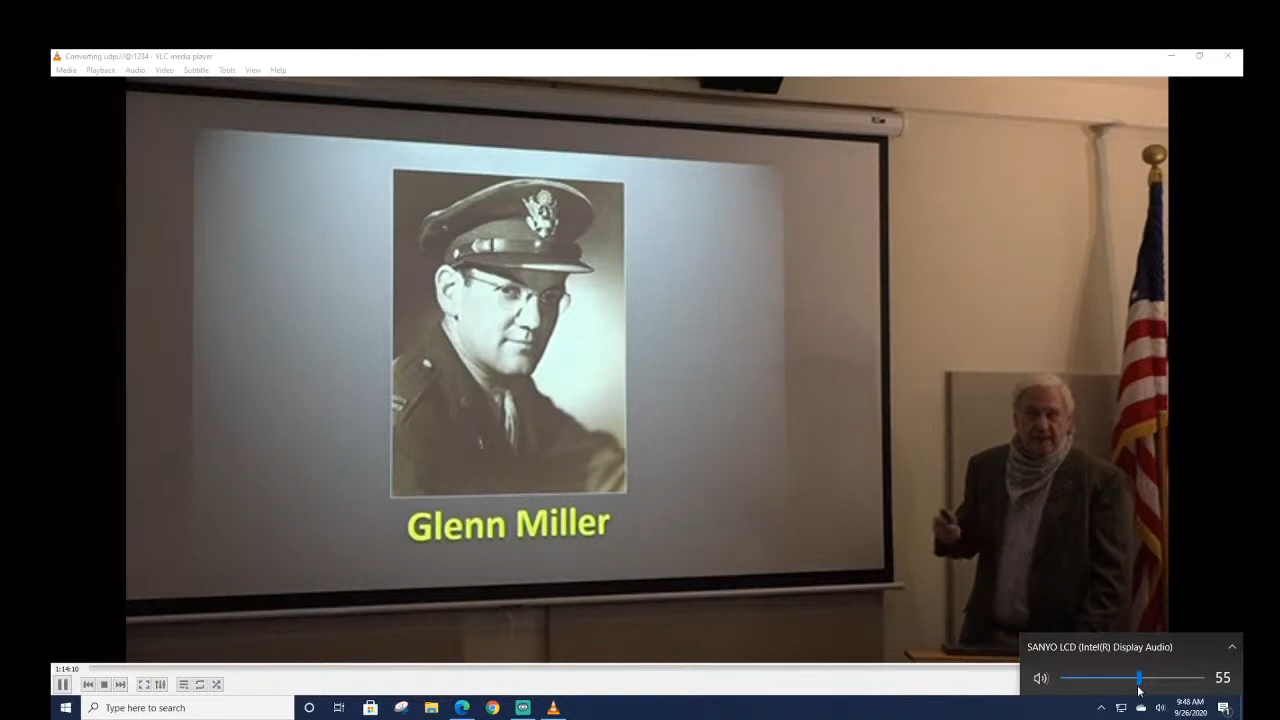 Converting udp://@:1234 - VLC media player
Media Playback Audio Video Subtitle Tools View Help
Glenn Miller
SANYO LCD (Intel(R) Display Audio)
55
1:14:10
Type here to search
9:48 AM
9/26/2020